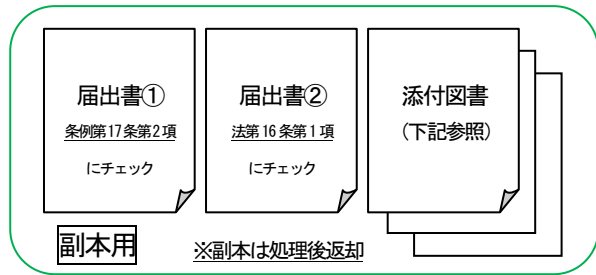 届出書①
条例第17条第2項
にチェック
届出書②
法第16条第1項
にチェック
添付図書
(下記参照)
副本用
※副本は処理後返却